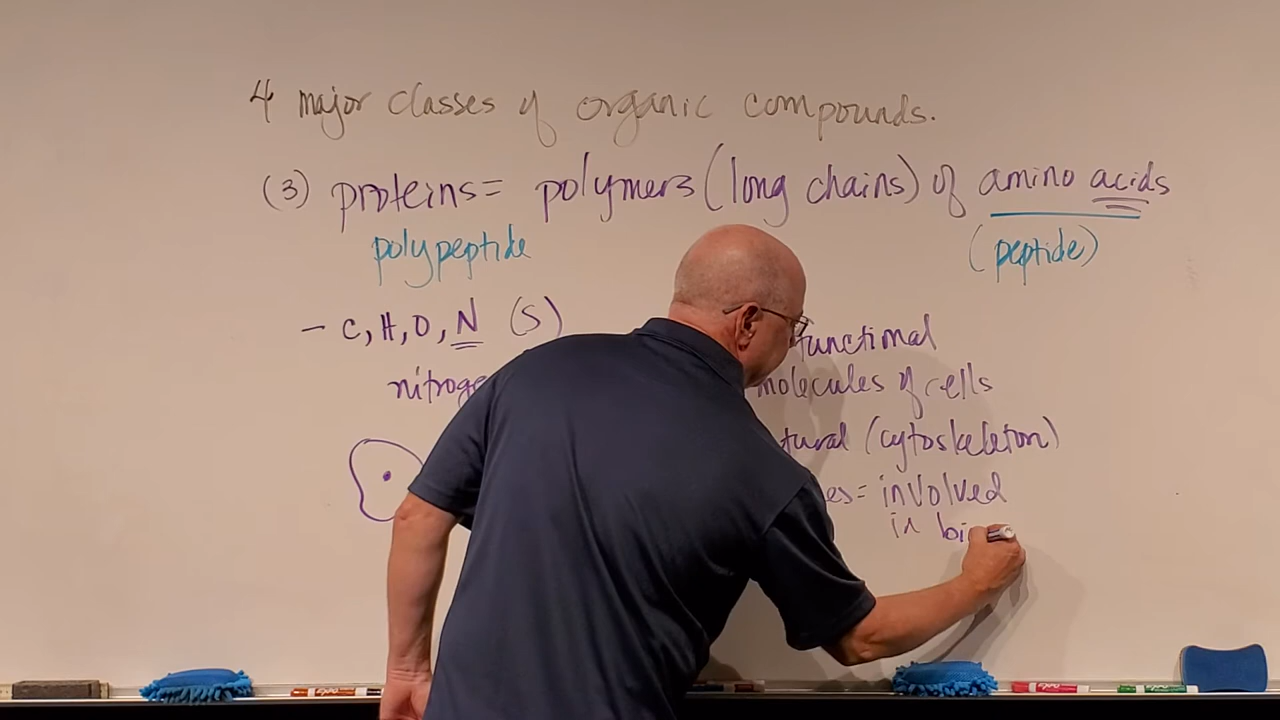 4 major classes of organic compounds.
(3) proteins = polymers (long chains) of amino acids
polypeptide
(peptide)
- C, H, O, N (S)
functional
molecules of cells
(cytoskeleton)
= involved
in